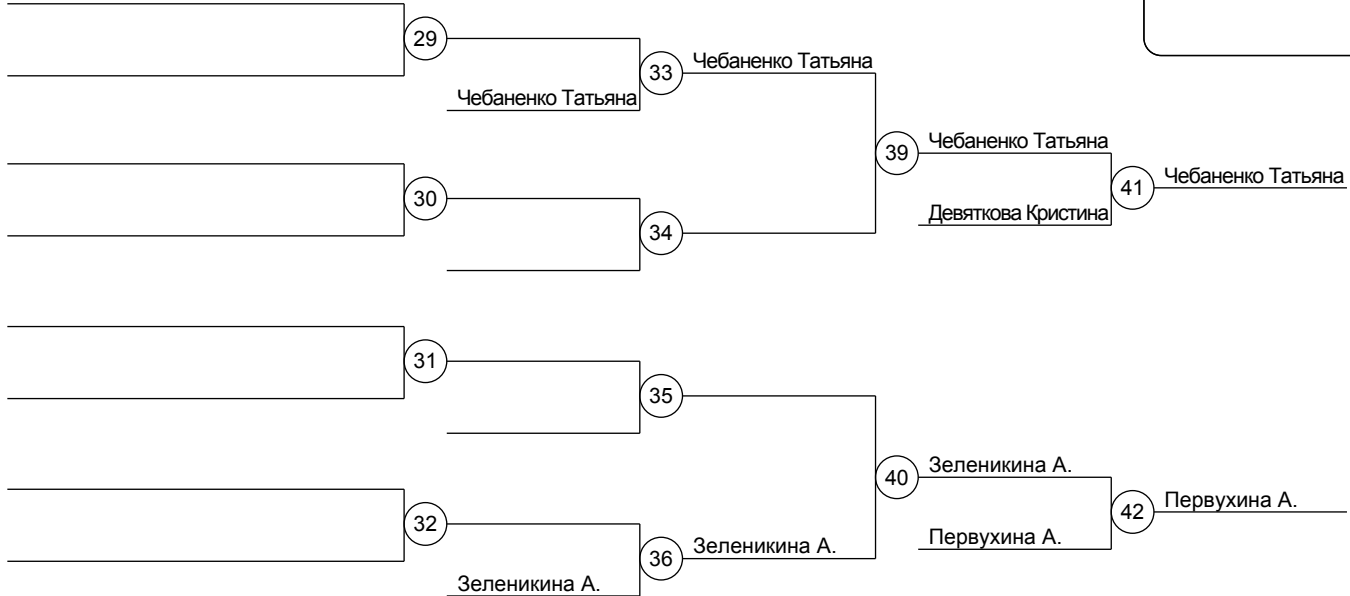 29
33
Чебаненко Татьяна
Чебаненко Татьяна
39
Чебаненко Татьяна
30
41
Чебаненко Татьяна
Девяткова Кристина
34
31
35
40
Зеленикина А.
42
Первухина А.
32
Первухина А.
36
Зеленикина А.
Зеленикина А.